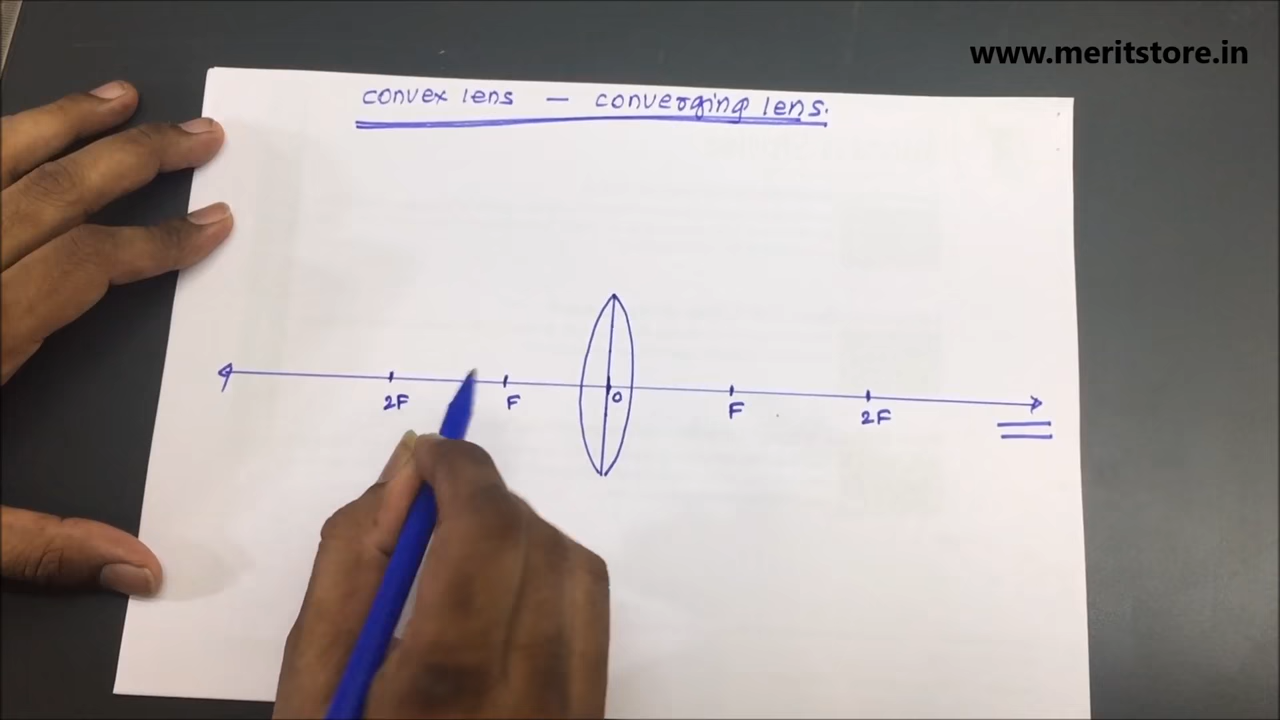 www.meritstore.in
convex lens — converging lens.
2F F O F 2F